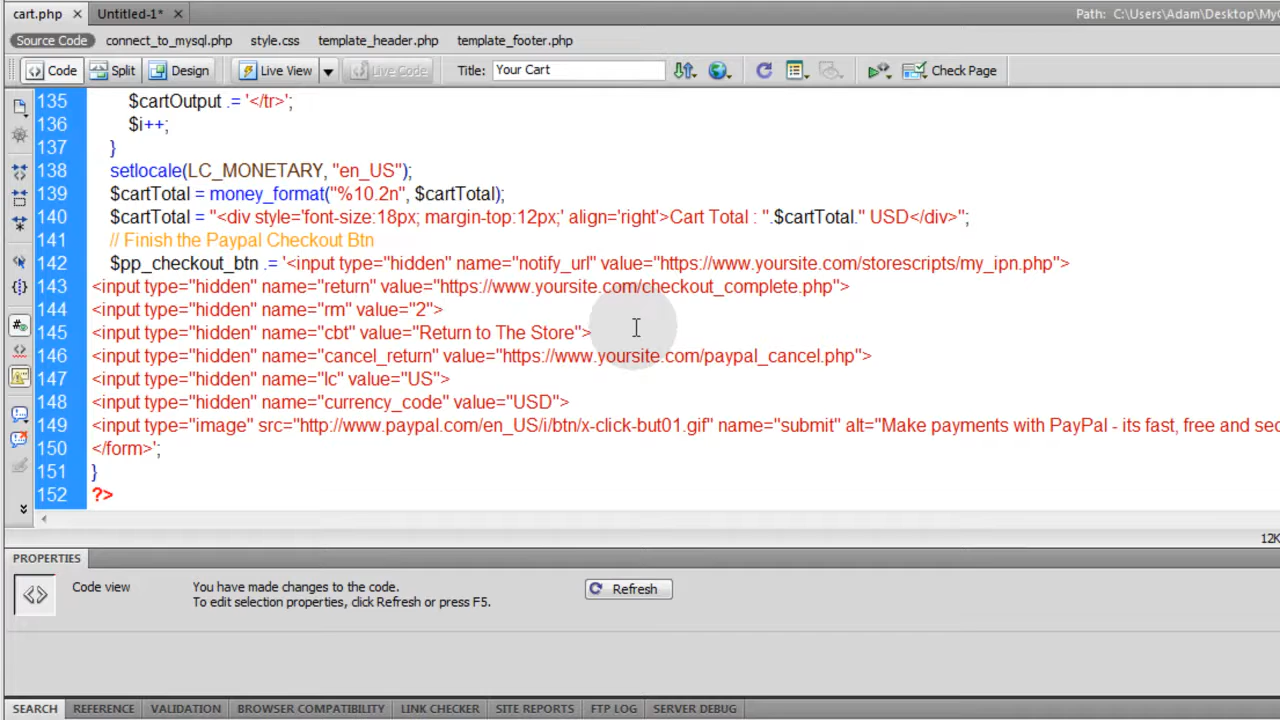 cart.php × Untitled-1* × Path: C:\Users\Adam\Desktop\MyO
Source Code connect_to_mysql.php style.css template_header.php template_footer.php
Code Split Design Live View Live Code Title: Your Cart Check Page
135 $cartOutput .= '</tr>';
136 $i++;
137 }
138 setlocale(LC_MONETARY, "en_US");
139 $cartTotal = money_format("%10.2n", $cartTotal);
140 $cartTotal = "<div style='font-size:18px; margin-top:12px;' align='right'>Cart Total : ".$cartTotal." USD</div>";
141 // Finish the Paypal Checkout Btn
142 $pp_checkout_btn .= '<input type="hidden" name="notify_url" value="https://www.yoursite.com/storescripts/my_ipn.php">
143 <input type="hidden" name="return" value="https://www.yoursite.com/checkout_complete.php">
144 <input type="hidden" name="rm" value="2">
145 <input type="hidden" name="cbt" value="Return to The Store">
146 <input type="hidden" name="cancel_return" value="https://www.yoursite.com/paypal_cancel.php">
147 <input type="hidden" name="lc" value="US">
148 <input type="hidden" name="currency_code" value="USD">
149 <input type="image" src="http://www.paypal.com/en_US/i/btn/x-click-but01.gif" name="submit" alt="Make payments with PayPal - its fast, free and sec
150 </form>';
151 }
152 ?>
12K
PROPERTIES
Code view You have made changes to the code. Refresh
To edit selection properties, click Refresh or press F5.
SEARCH REFERENCE VALIDATION BROWSER COMPATIBILITY LINK CHECKER SITE REPORTS FTP LOG SERVER DEBUG